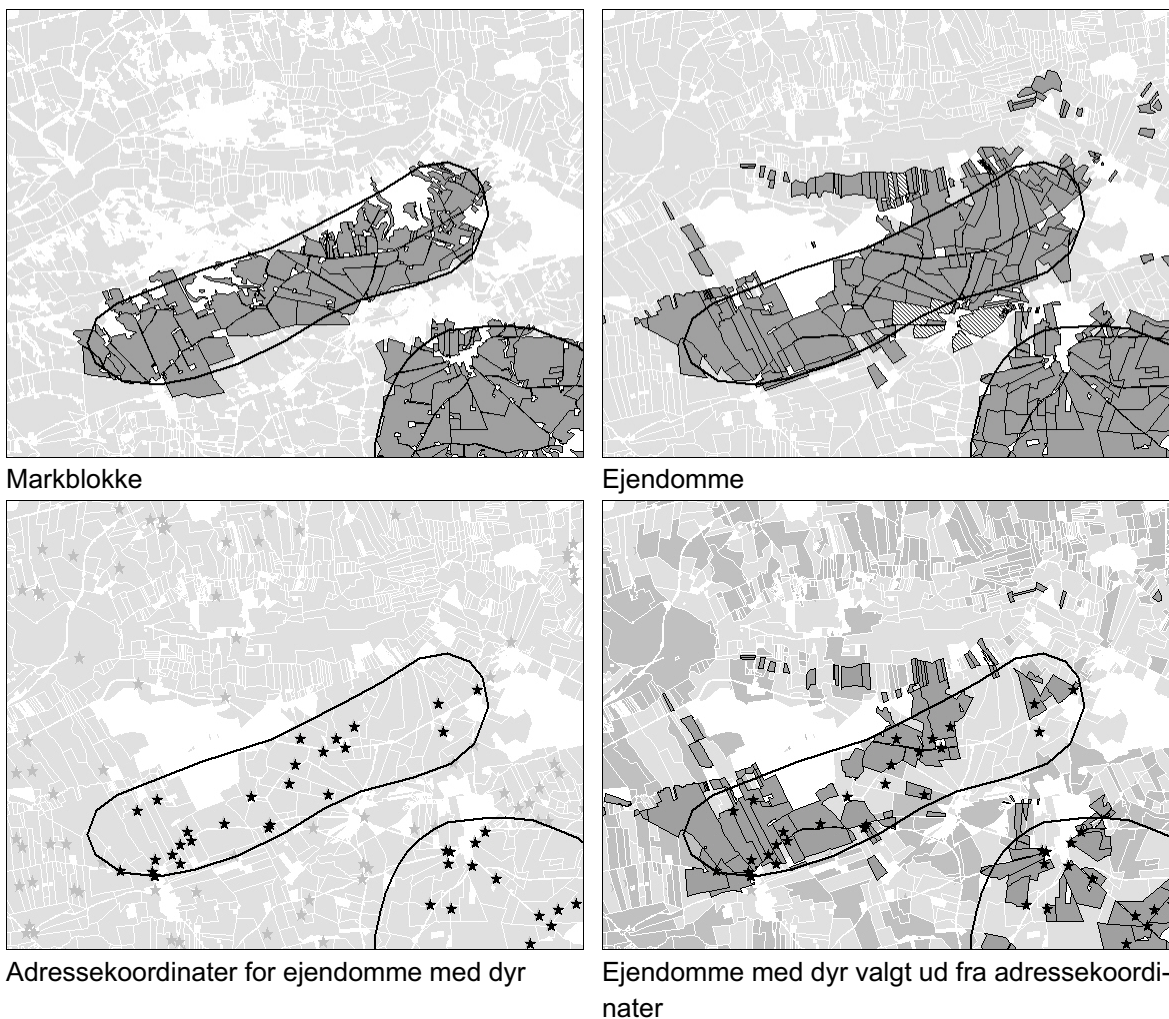 Markblokke
Ejendomme
Adressekoordinater for ejendomme med dyr
Ejendomme med dyr valgt ud fra adressekoordi-
nater